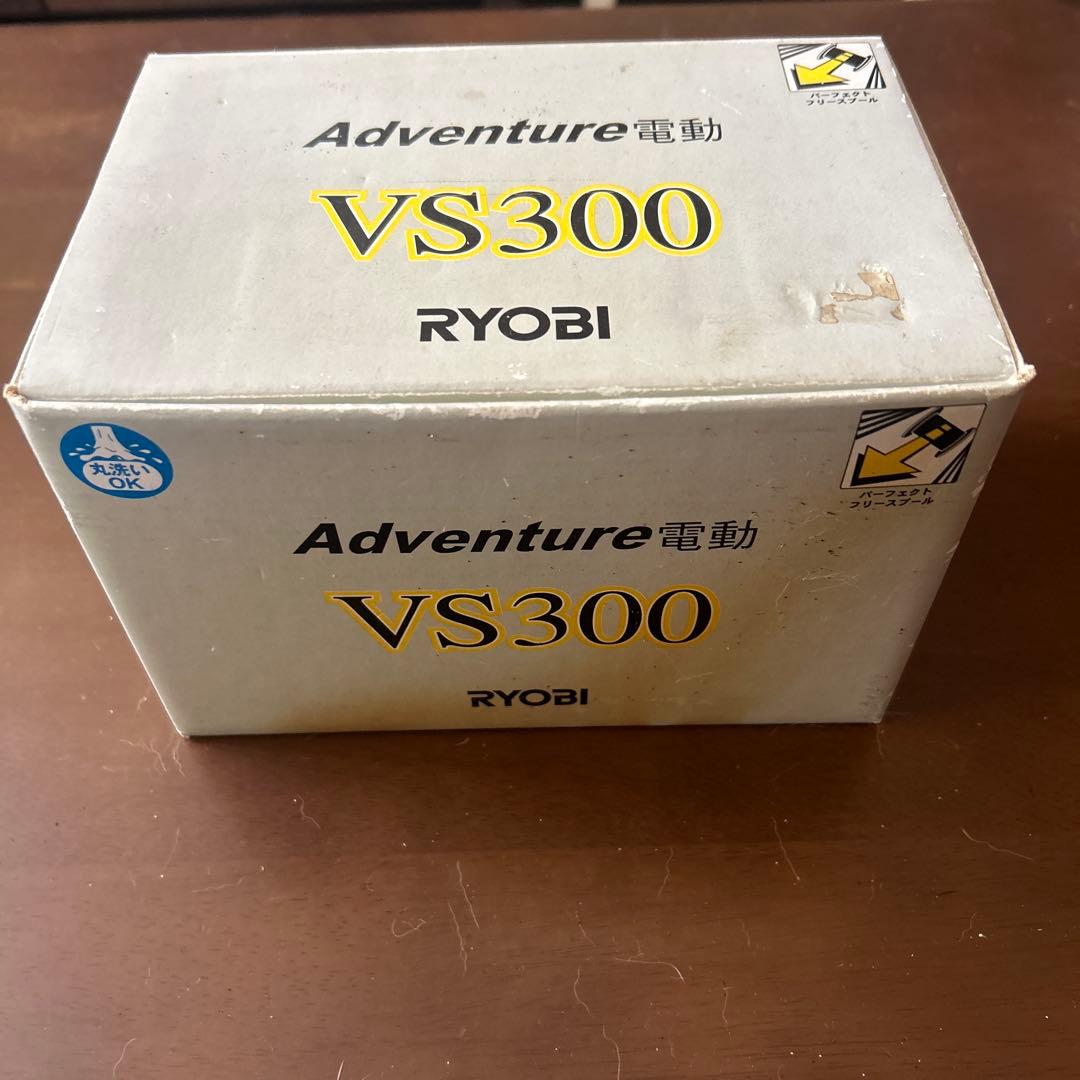 パーフェクト
フリースプール
Adventure電動
VS300
RYOBI
丸洗い
OK
パーフェクト
フリースプール
Adventure電動
VS300
RYOBI